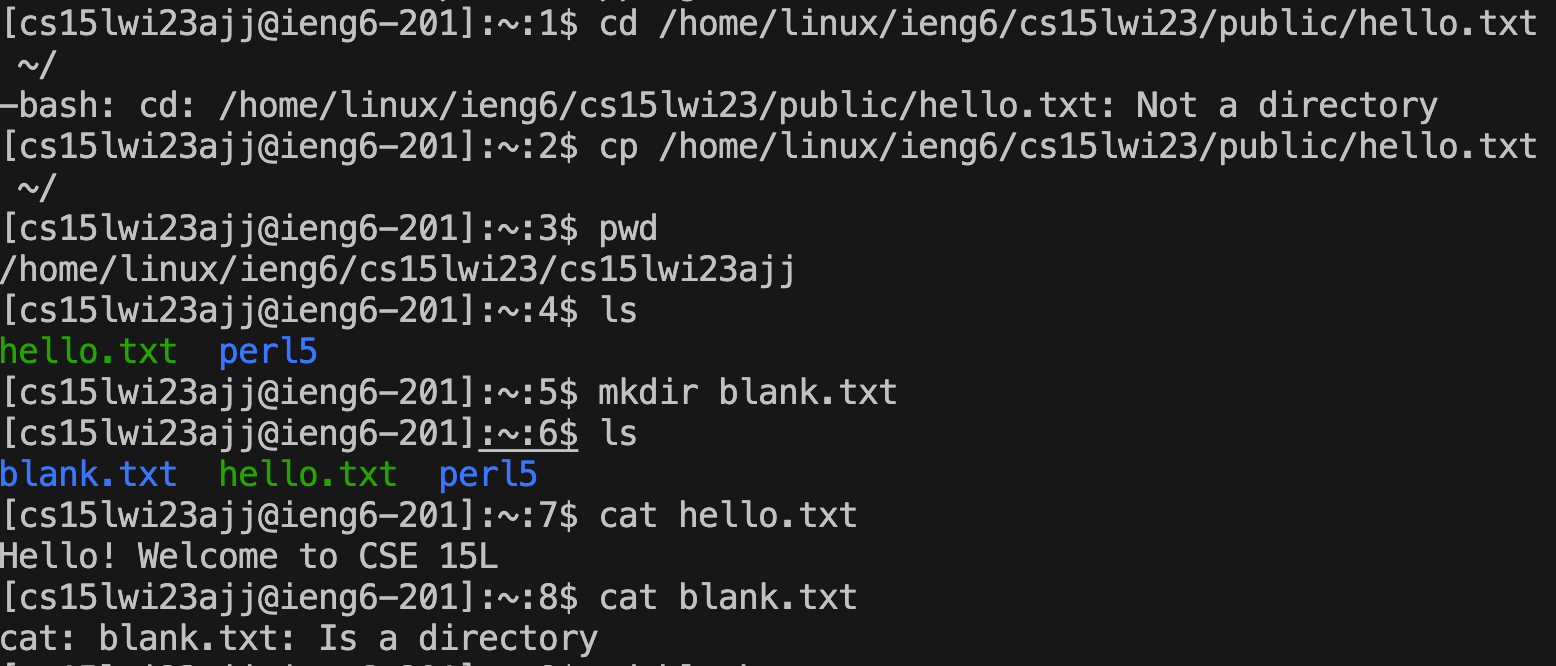 [cs15lwi23ajj@ieng6-201]:~:1$ cd /home/linux/ieng6/cs15lwi23/public/hello.txt
~/
-bash: cd: /home/linux/ieng6/cs15lwi23/public/hello.txt: Not a directory
[cs15lwi23ajj@ieng6-201]:~:2$ cp /home/linux/ieng6/cs15lwi23/public/hello.txt
~/
[cs15lwi23ajj@ieng6-201]:~:3$ pwd
/home/linux/ieng6/cs15lwi23/cs15lwi23ajj
[cs15lwi23ajj@ieng6-201]:~:4$ ls
hello.txt  perl5
[cs15lwi23ajj@ieng6-201]:~:5$ mkdir blank.txt
[cs15lwi23ajj@ieng6-201]:~:6$ ls
blank.txt  hello.txt  perl5
[cs15lwi23ajj@ieng6-201]:~:7$ cat hello.txt
Hello! Welcome to CSE 15L
[cs15lwi23ajj@ieng6-201]:~:8$ cat blank.txt
cat: blank.txt: Is a directory